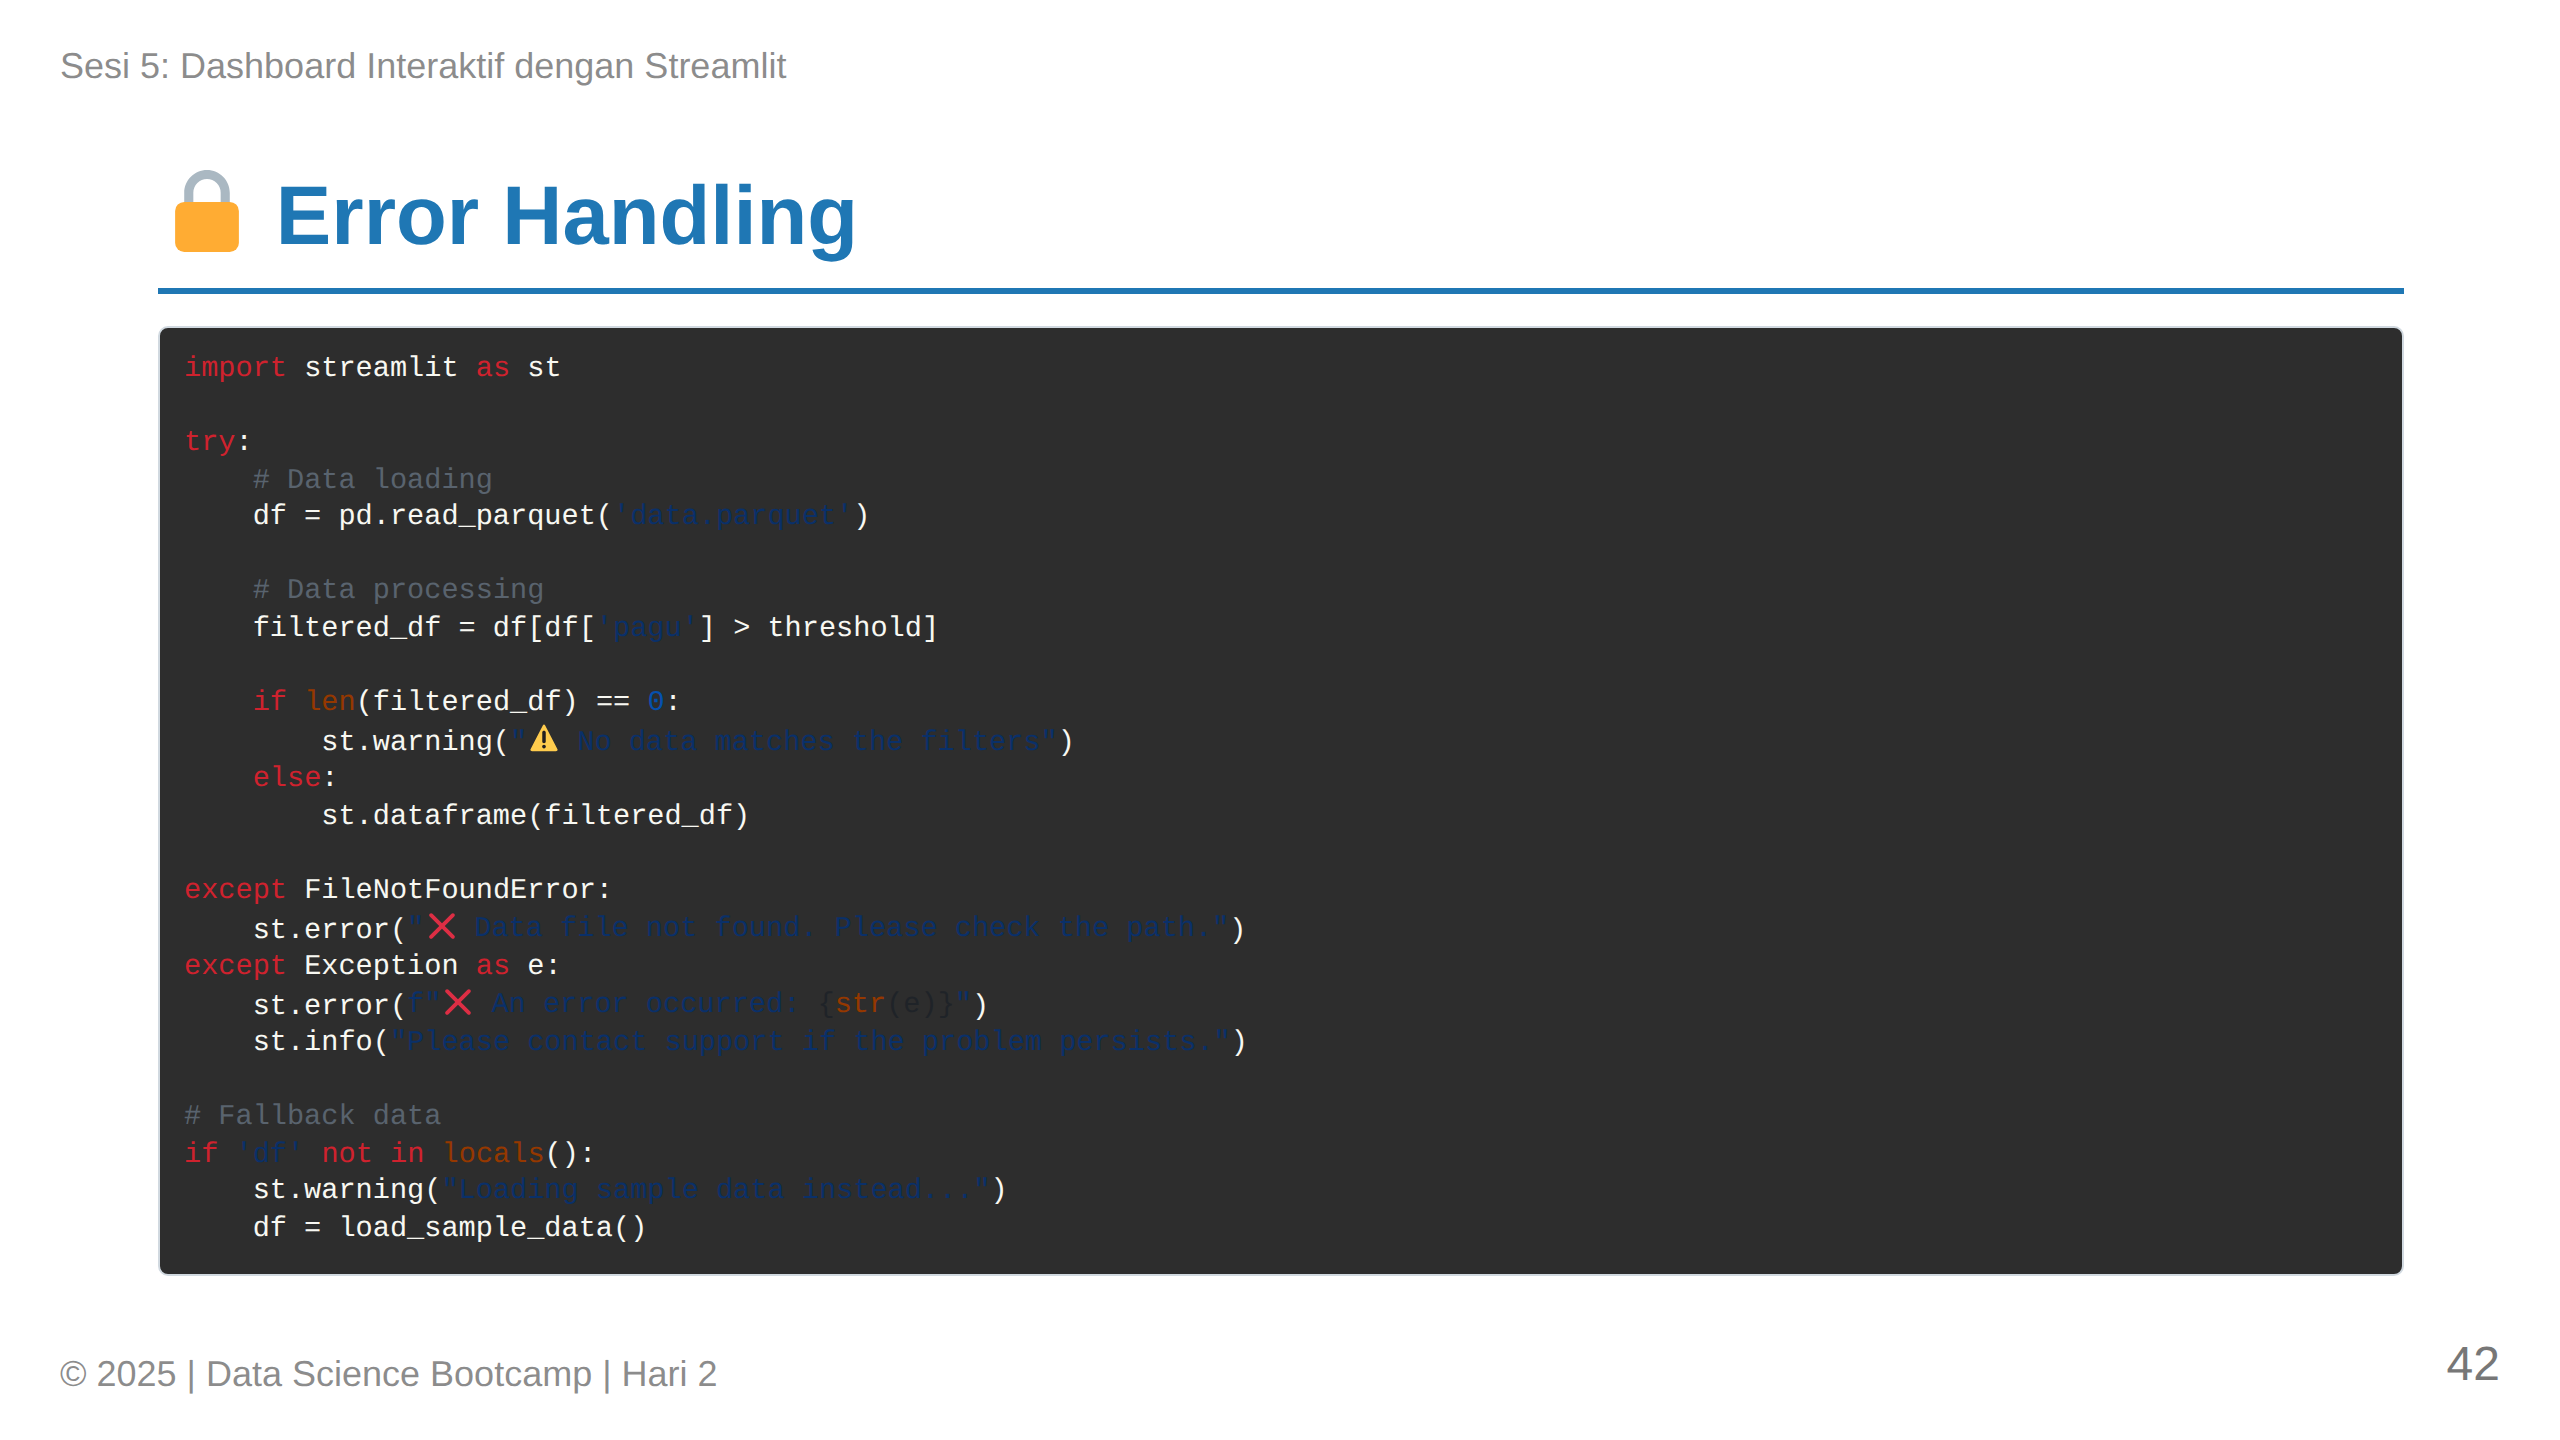 Sesi 5: Dashboard Interaktif dengan Streamlit
🔒 Error Handling
import streamlit as st
try:
    # Data loading
    df = pd.read_parquet('data.parquet')
    # Data processing
    filtered_df = df[df['pagu'] > threshold]
    if len(filtered_df) == 0:
        st.warning("⚠️ No data matches the filters")
    else:
        st.dataframe(filtered_df)
except FileNotFoundError:
    st.error("❌ Data file not found. Please check the path.")
except Exception as e:
    st.error(f"❌ An error occurred: {str(e)}")
    st.info("Please contact support if the problem persists.")
# Fallback data
if 'df' not in locals():
    st.warning("Loading sample data instead...")
    df = load_sample_data()
© 2025 | Data Science Bootcamp | Hari 2
42